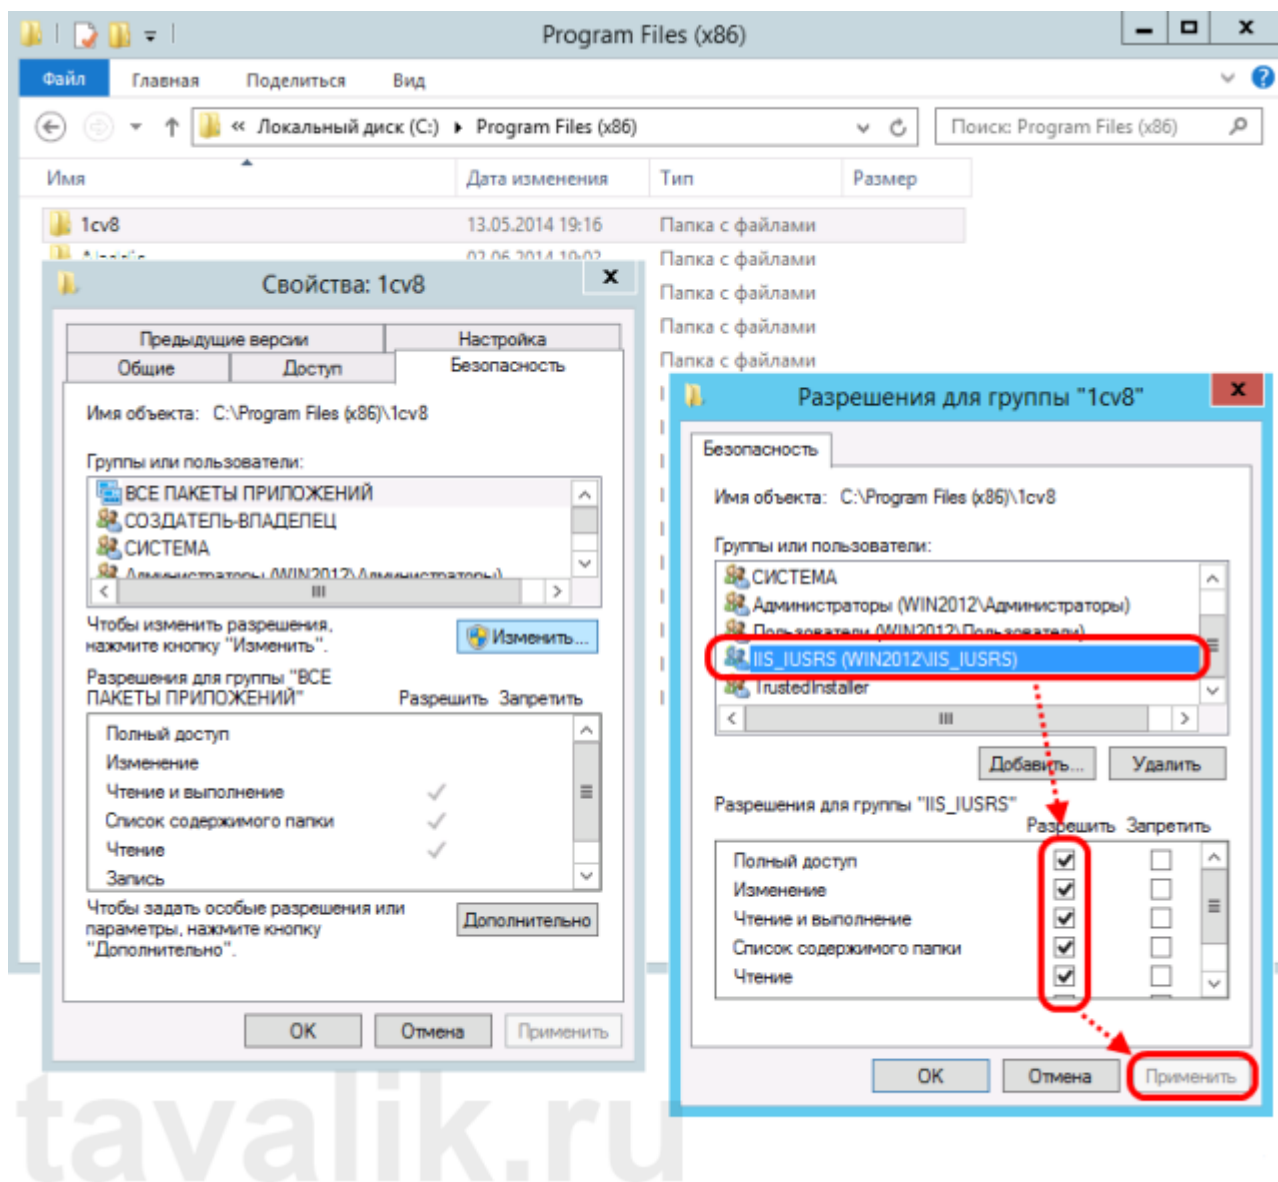 Program Files (x86)
Файл Главная Поделиться Вид
« Локальный диск (C:) Program Files (x86) Поиск: Program Files (x86)
Имя Дата изменения Тип Размер
1cv8 13.05.2014 19:16 Папка с файлами
Папка с файлами
Папка с файлами
Папка с файлами
Папка с файлами
Свойства: 1cv8
Предыдущие версии Настройка
Общие Доступ Безопасность
Имя объекта: C:\Program Files (x86)\1cv8
Группы или пользователи:
ВСЕ ПАКЕТЫ ПРИЛОЖЕНИЙ
СОЗДАТЕЛЬ-ВЛАДЕЛЕЦ
СИСТЕМА
Администраторы (WIN2012\Администраторы)
Чтобы изменить разрешения,
нажмите кнопку "Изменить".
Изменить...
Разрешения для группы "ВСЕ
ПАКЕТЫ ПРИЛОЖЕНИЙ" Разрешить Запретить
Полный доступ
Изменение
Чтение и выполнение
Список содержимого папки
Чтение
Запись
Чтобы задать особые разрешения или
параметры, нажмите кнопку
"Дополнительно".
Дополнительно
OK Отмена Применить
Разрешения для группы "1cv8"
Безопасность
Имя объекта: C:\Program Files (x86)\1cv8
Группы или пользователи:
СИСТЕМА
Администраторы (WIN2012\Администраторы)
Пользователи (WIN2012\Пользователи)
IIS_IUSRS (WIN2012\IIS_IUSRS)
TrustedInstaller
Добавить... Удалить
Разрешения для группы "IIS_IUSRS"
Разрешить Запретить
Полный доступ
Изменение
Чтение и выполнение
Список содержимого папки
Чтение
OK Отмена Применить
tavalik.ru